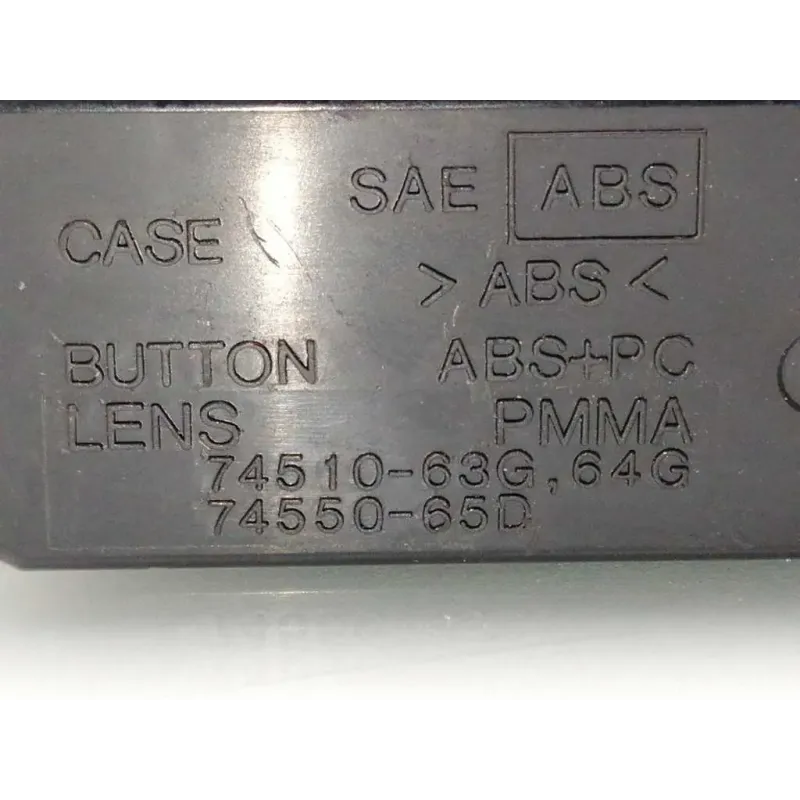 SAE ABS
CASE >ABS<
BUTTON ABS+PC
LENS PMMA
74510-63G, 64G
74550-65D